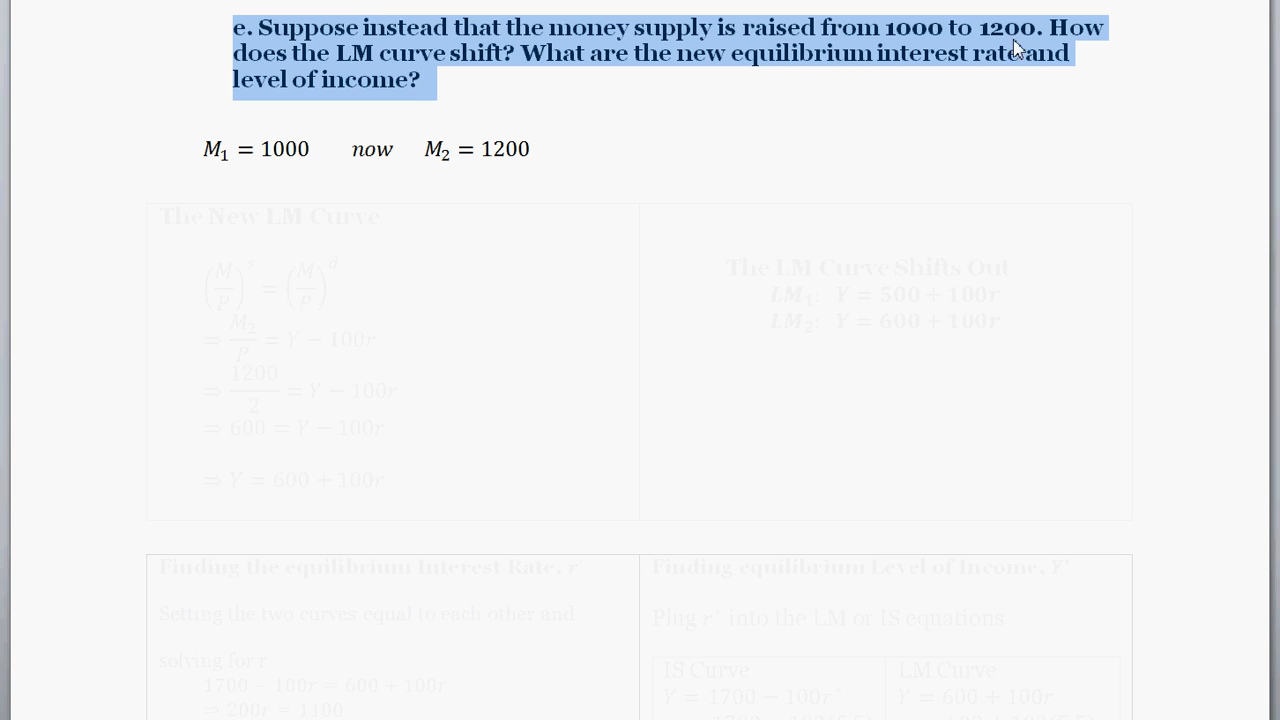 e. Suppose instead that the money supply is raised from 1000 to 1200. How
does the LM curve shift? What are the new equilibrium interest rate and
level of income?
M₁ = 1000 now M₂ = 1200
The New LM Curve
(M/P)ˢ = (M/P)ᵈ
⇒ M₂/P = Y − 100r
⇒ 1200/2 = Y − 100r
⇒ 600 = Y − 100r
⇒ Y = 600 + 100r
The LM Curve Shifts Out
LM₁: Y = 500 + 100r
LM₂: Y = 600 + 100r
Finding the equilibrium Interest Rate, r
Setting the two curves equal to each other and
solving for r
1700 − 100r = 600 + 100r
⇒ 200r = 1100
Finding equilibrium Level of Income, Y*
Plug r* into the LM or IS equations
IS Curve
Y = 1700 − 100r*
LM Curve
Y = 600 + 100r